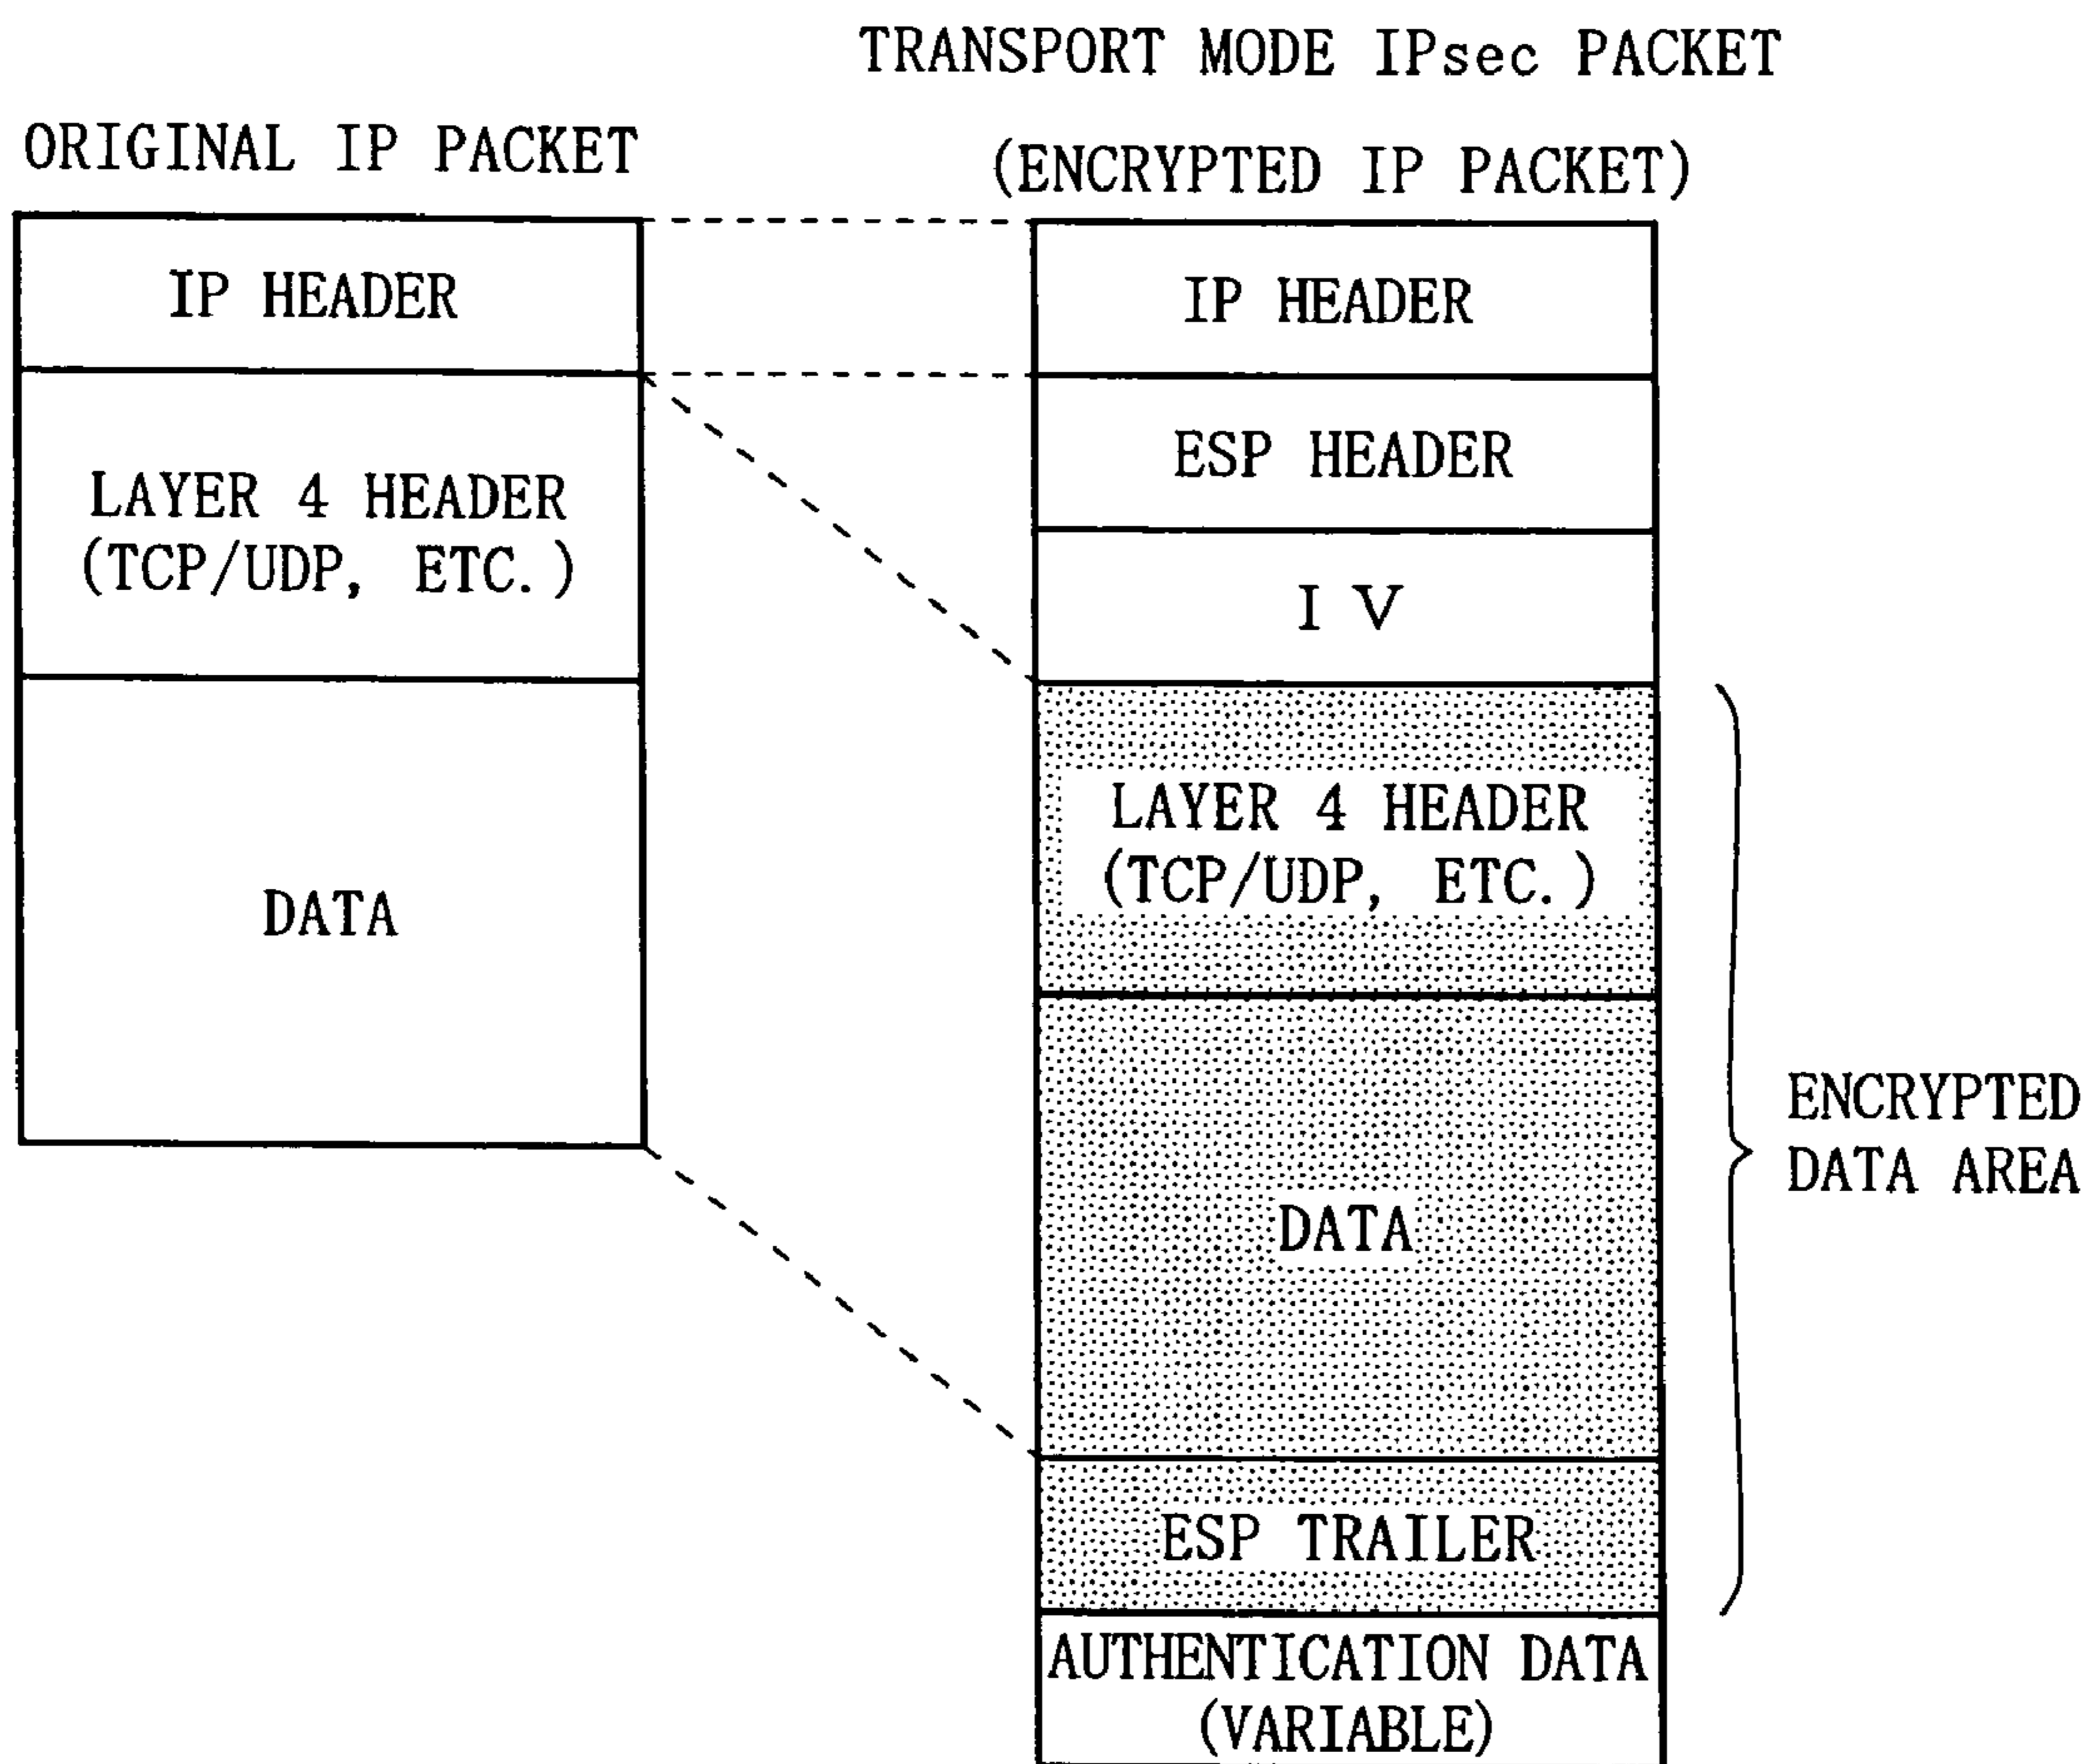 TRANSPORT MODE IPsec PACKET
(ENCRYPTED IP PACKET)
ORIGINAL IP PACKET
IP HEADER
LAYER 4 HEADER
(TCP/UDP, ETC.)
DATA
IP HEADER
ESP HEADER
IV
LAYER 4 HEADER
(TCP/UDP, ETC.)
DATA
ESP TRAILER
AUTHENTICATION DATA
(VARIABLE)
ENCRYPTED
DATA AREA